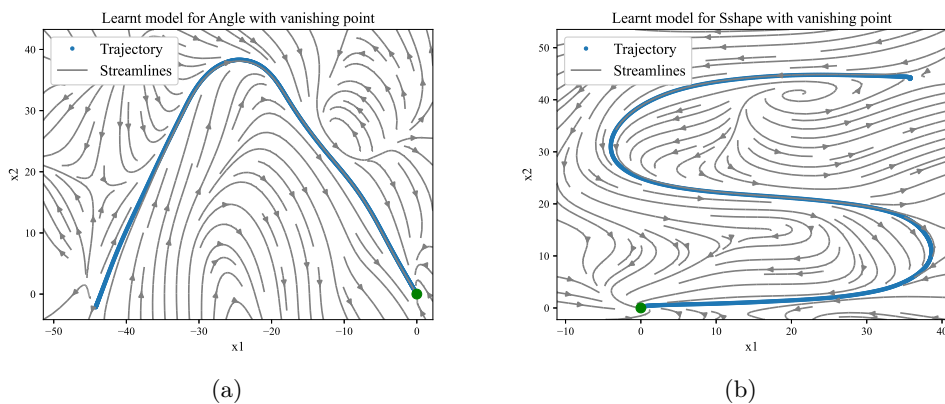 Learnt model for Angle with vanishing point
Trajectory
Streamlines
40
30
20
10
0
x2
−50 −40 −30 −20 −10 0
x1
(a)
Learnt model for Sshape with vanishing point
Trajectory
Streamlines
50
40
30
20
10
0
x2
−10 0 10 20 30 40
x1
(b)